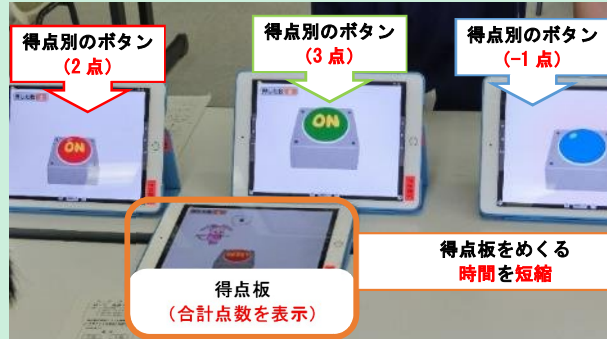 得点別のボタン
(2 点)
得点別のボタン
(3 点)
得点別のボタン
(-1 点)
ON
ON
得点板
(合計点数を表示)
得点板をめくる
時間を短縮